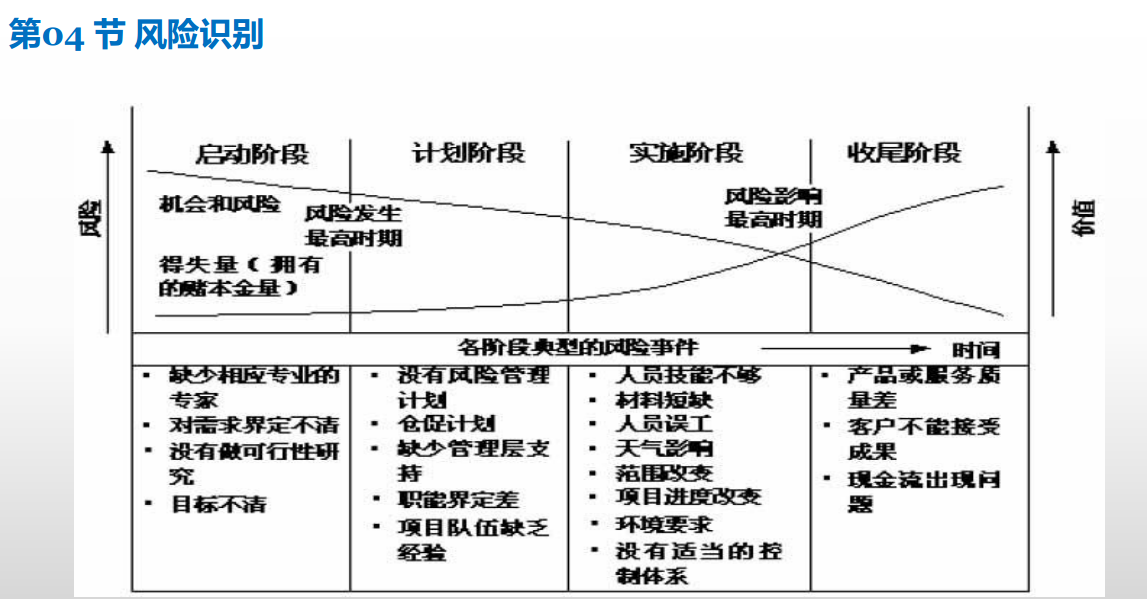 第04 节 风险识别
启动阶段
计划阶段
实施阶段
收尾阶段
风险
价值
机会和风险
风险发生
最高时期
风险影响
最高时期
得失量（拥有
的赌本金量）
各阶段典型的风险事件
时间
▪ 缺少相应专业的
专家
▪ 对需求界定不清
▪ 没有做可行性研
究
▪ 目标不清
▪ 没有风险管理
计划
▪ 仓促计划
▪ 缺少管理层支
持
▪ 职能界定差
▪ 项目队伍缺乏
经验
▪ 人员技能不够
▪ 材料短缺
▪ 人员误工
▪ 天气影响
▪ 范围改变
▪ 项目进度改变
▪ 环境要求
▪ 没有适当的控
制体系
▪ 产品或服务质
量差
▪ 客户不能接受
成果
▪ 现金流出现问
题